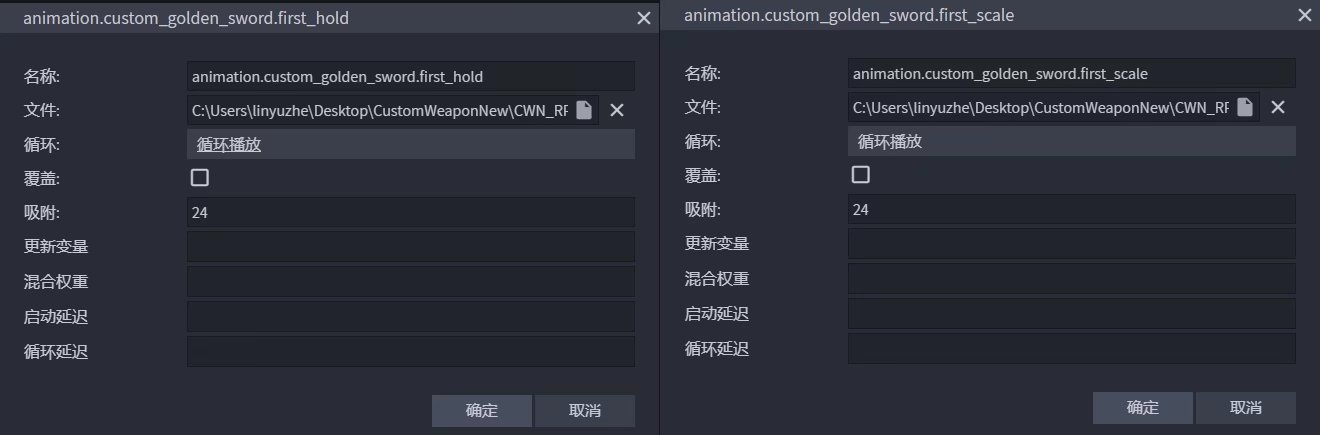 animation.custom_golden_sword.first_hold
名称: animation.custom_golden_sword.first_hold
文件: C:\Users\linyuzhe\Desktop\CustomWeaponNew\CWN_RF
循环: 循环播放
覆盖:
吸附: 24
更新变量
混合权重
启动延迟
循环延迟
确定 取消
animation.custom_golden_sword.first_scale
名称: animation.custom_golden_sword.first_scale
文件: C:\Users\linyuzhe\Desktop\CustomWeaponNew\CWN_RF
循环: 循环播放
覆盖:
吸附: 24
更新变量
混合权重
启动延迟
循环延迟
确定 取消